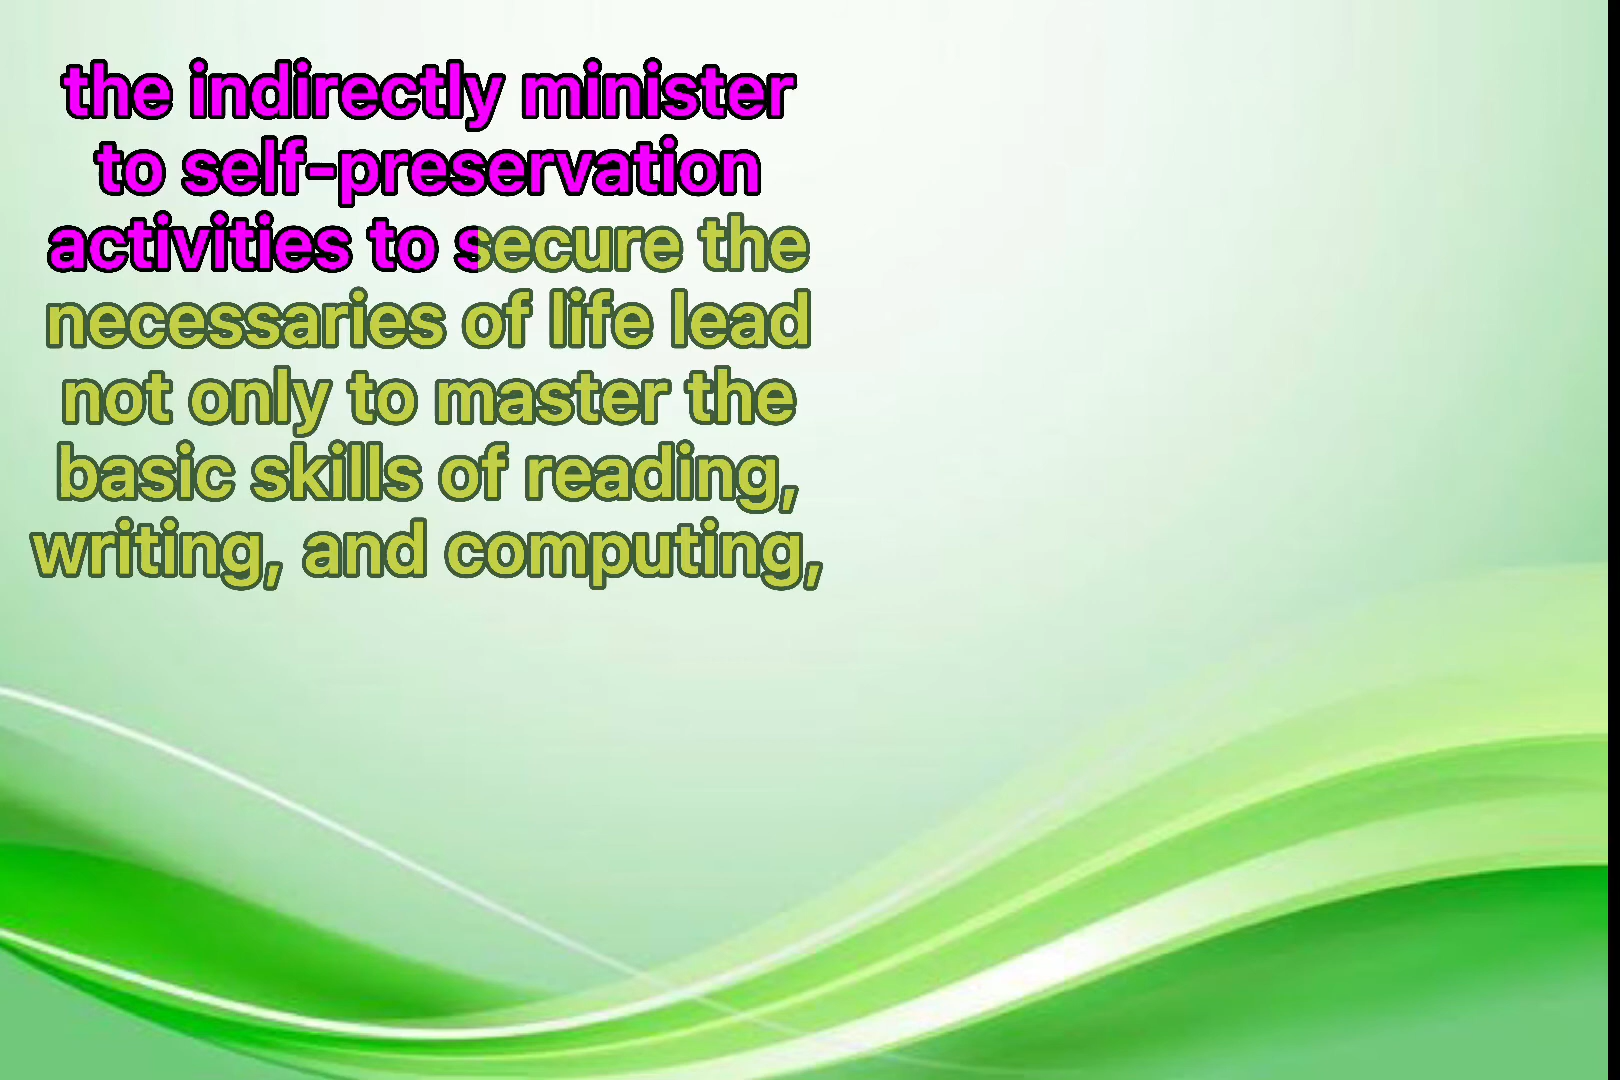 the indirectly minister
to self-preservation
activities to secure the
necessaries of life lead
not only to master the
basic skills of reading,
writing, and computing,